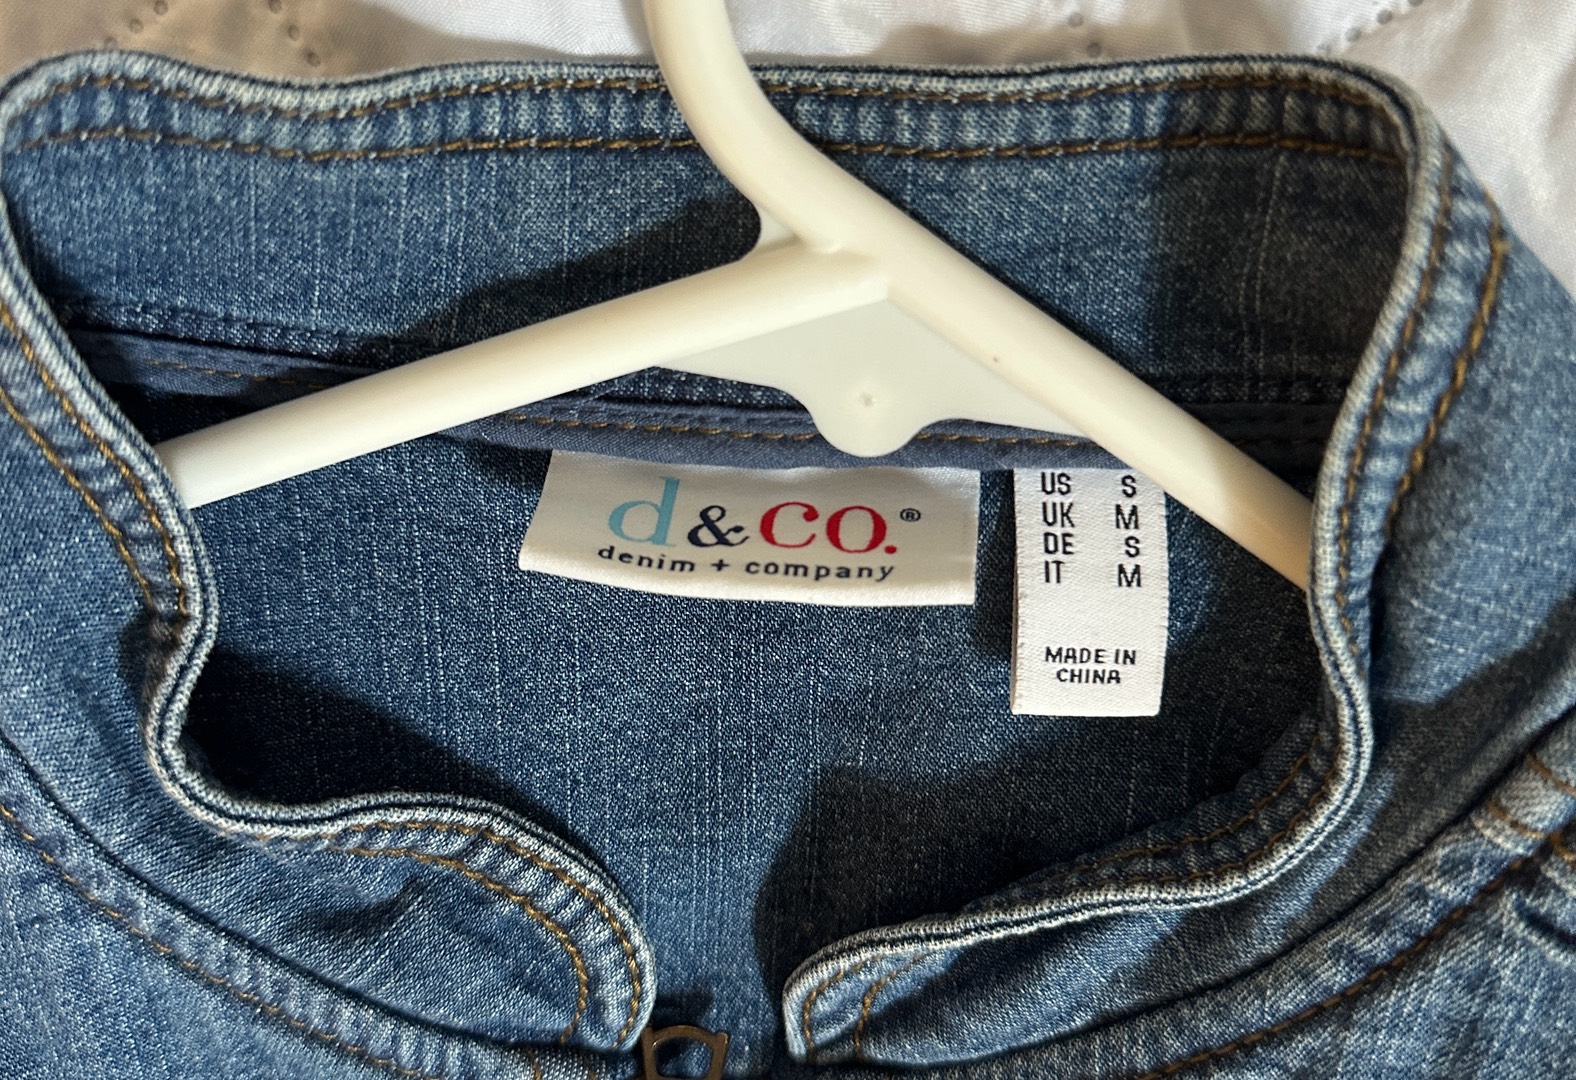 d&CO.®
denim + company
US S
UK M
DE S
IT M
MADE IN
CHINA